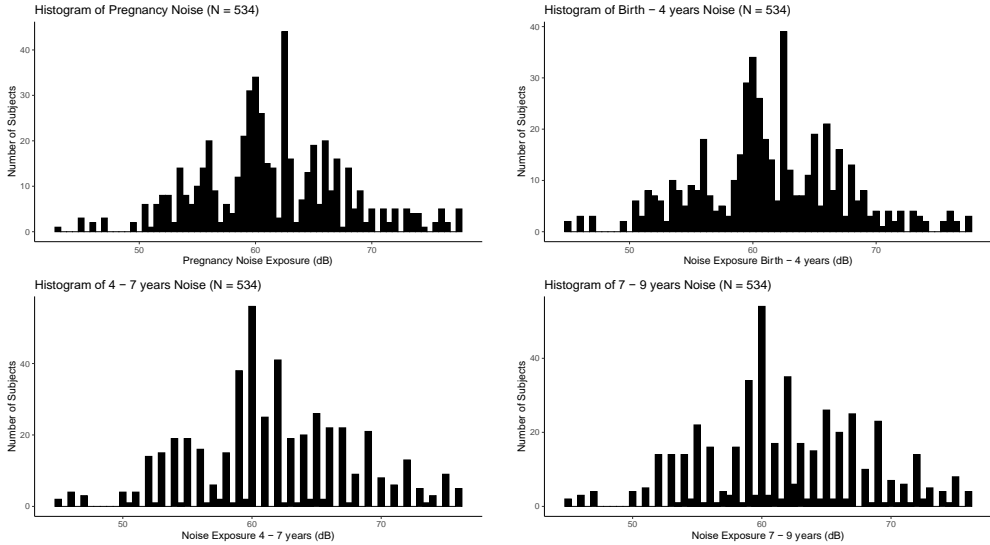 Histogram of Pregnancy Noise (N = 534)
Number of Subjects
40
30
20
10
0
50 60 70
Pregnancy Noise Exposure (dB)
Histogram of Birth − 4 years Noise (N = 534)
Number of Subjects
40
30
20
10
0
50 60 70
Noise Exposure Birth − 4 years (dB)
Histogram of 4 − 7 years Noise (N = 534)
Number of Subjects
40
20
0
50 60 70
Noise Exposure 4 − 7 years (dB)
Histogram of 7 − 9 years Noise (N = 534)
Number of Subjects
40
20
0
50 60 70
Noise Exposure 7 − 9 years (dB)